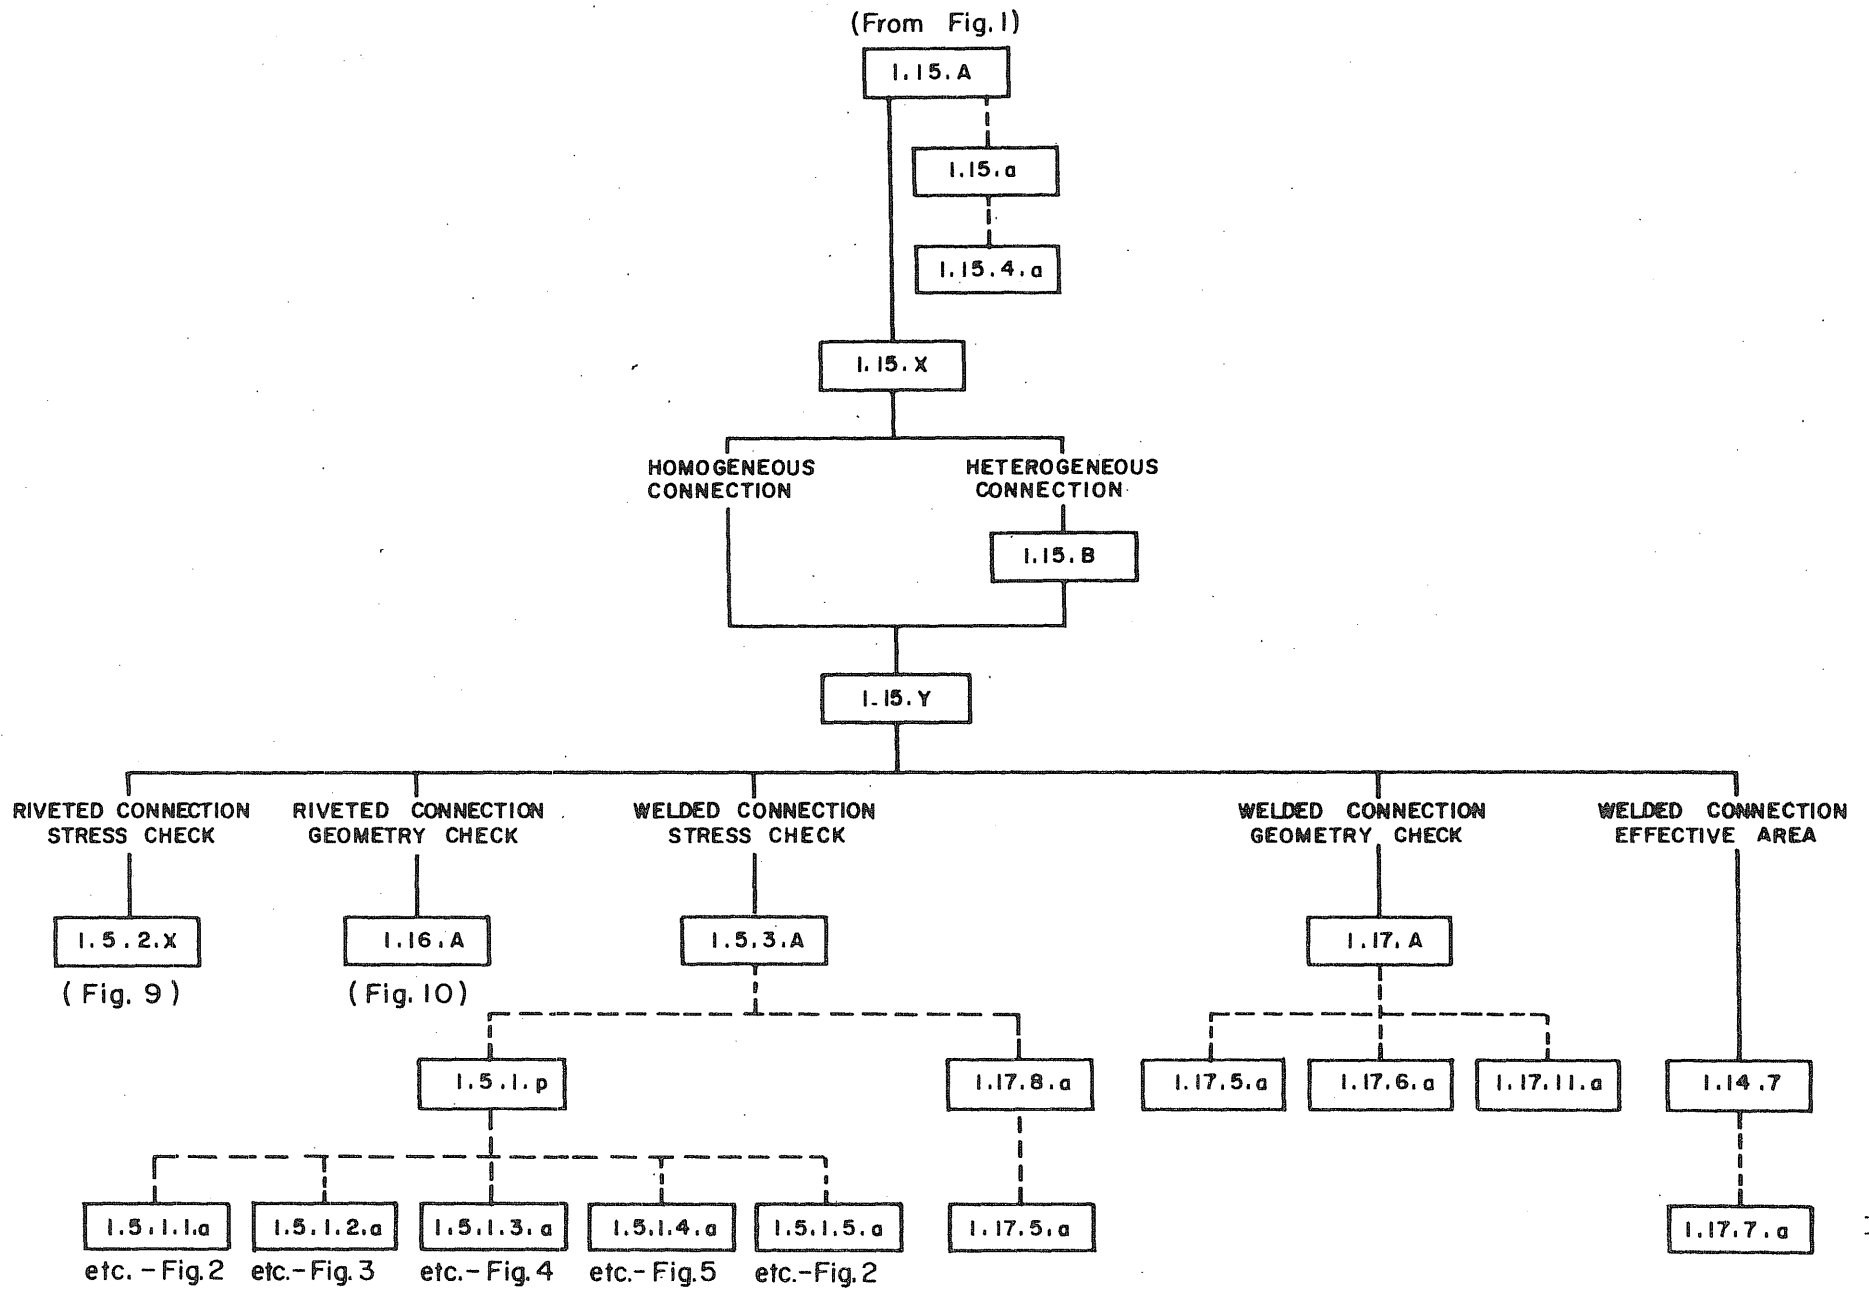 (From Fig. 1)
1.15.A
1.15.a
1.15.4.a
1.15.X
HOMOGENEOUS
CONNECTION
HETEROGENEOUS
CONNECTION
1.15.B
1.15.Y
RIVETED CONNECTION
STRESS CHECK
RIVETED CONNECTION
GEOMETRY CHECK
WELDED CONNECTION
STRESS CHECK
WELDED CONNECTION
GEOMETRY CHECK
WELDED CONNECTION
EFFECTIVE AREA
1.5.2.X
(Fig. 9)
1.16.A
(Fig. 10)
1.5.3.A
1.17.A
1.5.1.p
1.17.8.a
1.17.5.a
1.17.6.a
1.17.11.a
1.14.7
1.5.1.1.a
etc.-Fig. 2
1.5.1.2.a
etc.-Fig. 3
1.5.1.3.a
etc.-Fig. 4
1.5.1.4.a
etc.-Fig. 5
1.5.1.5.a
etc.-Fig. 2
1.17.5.a
1.17.7.a